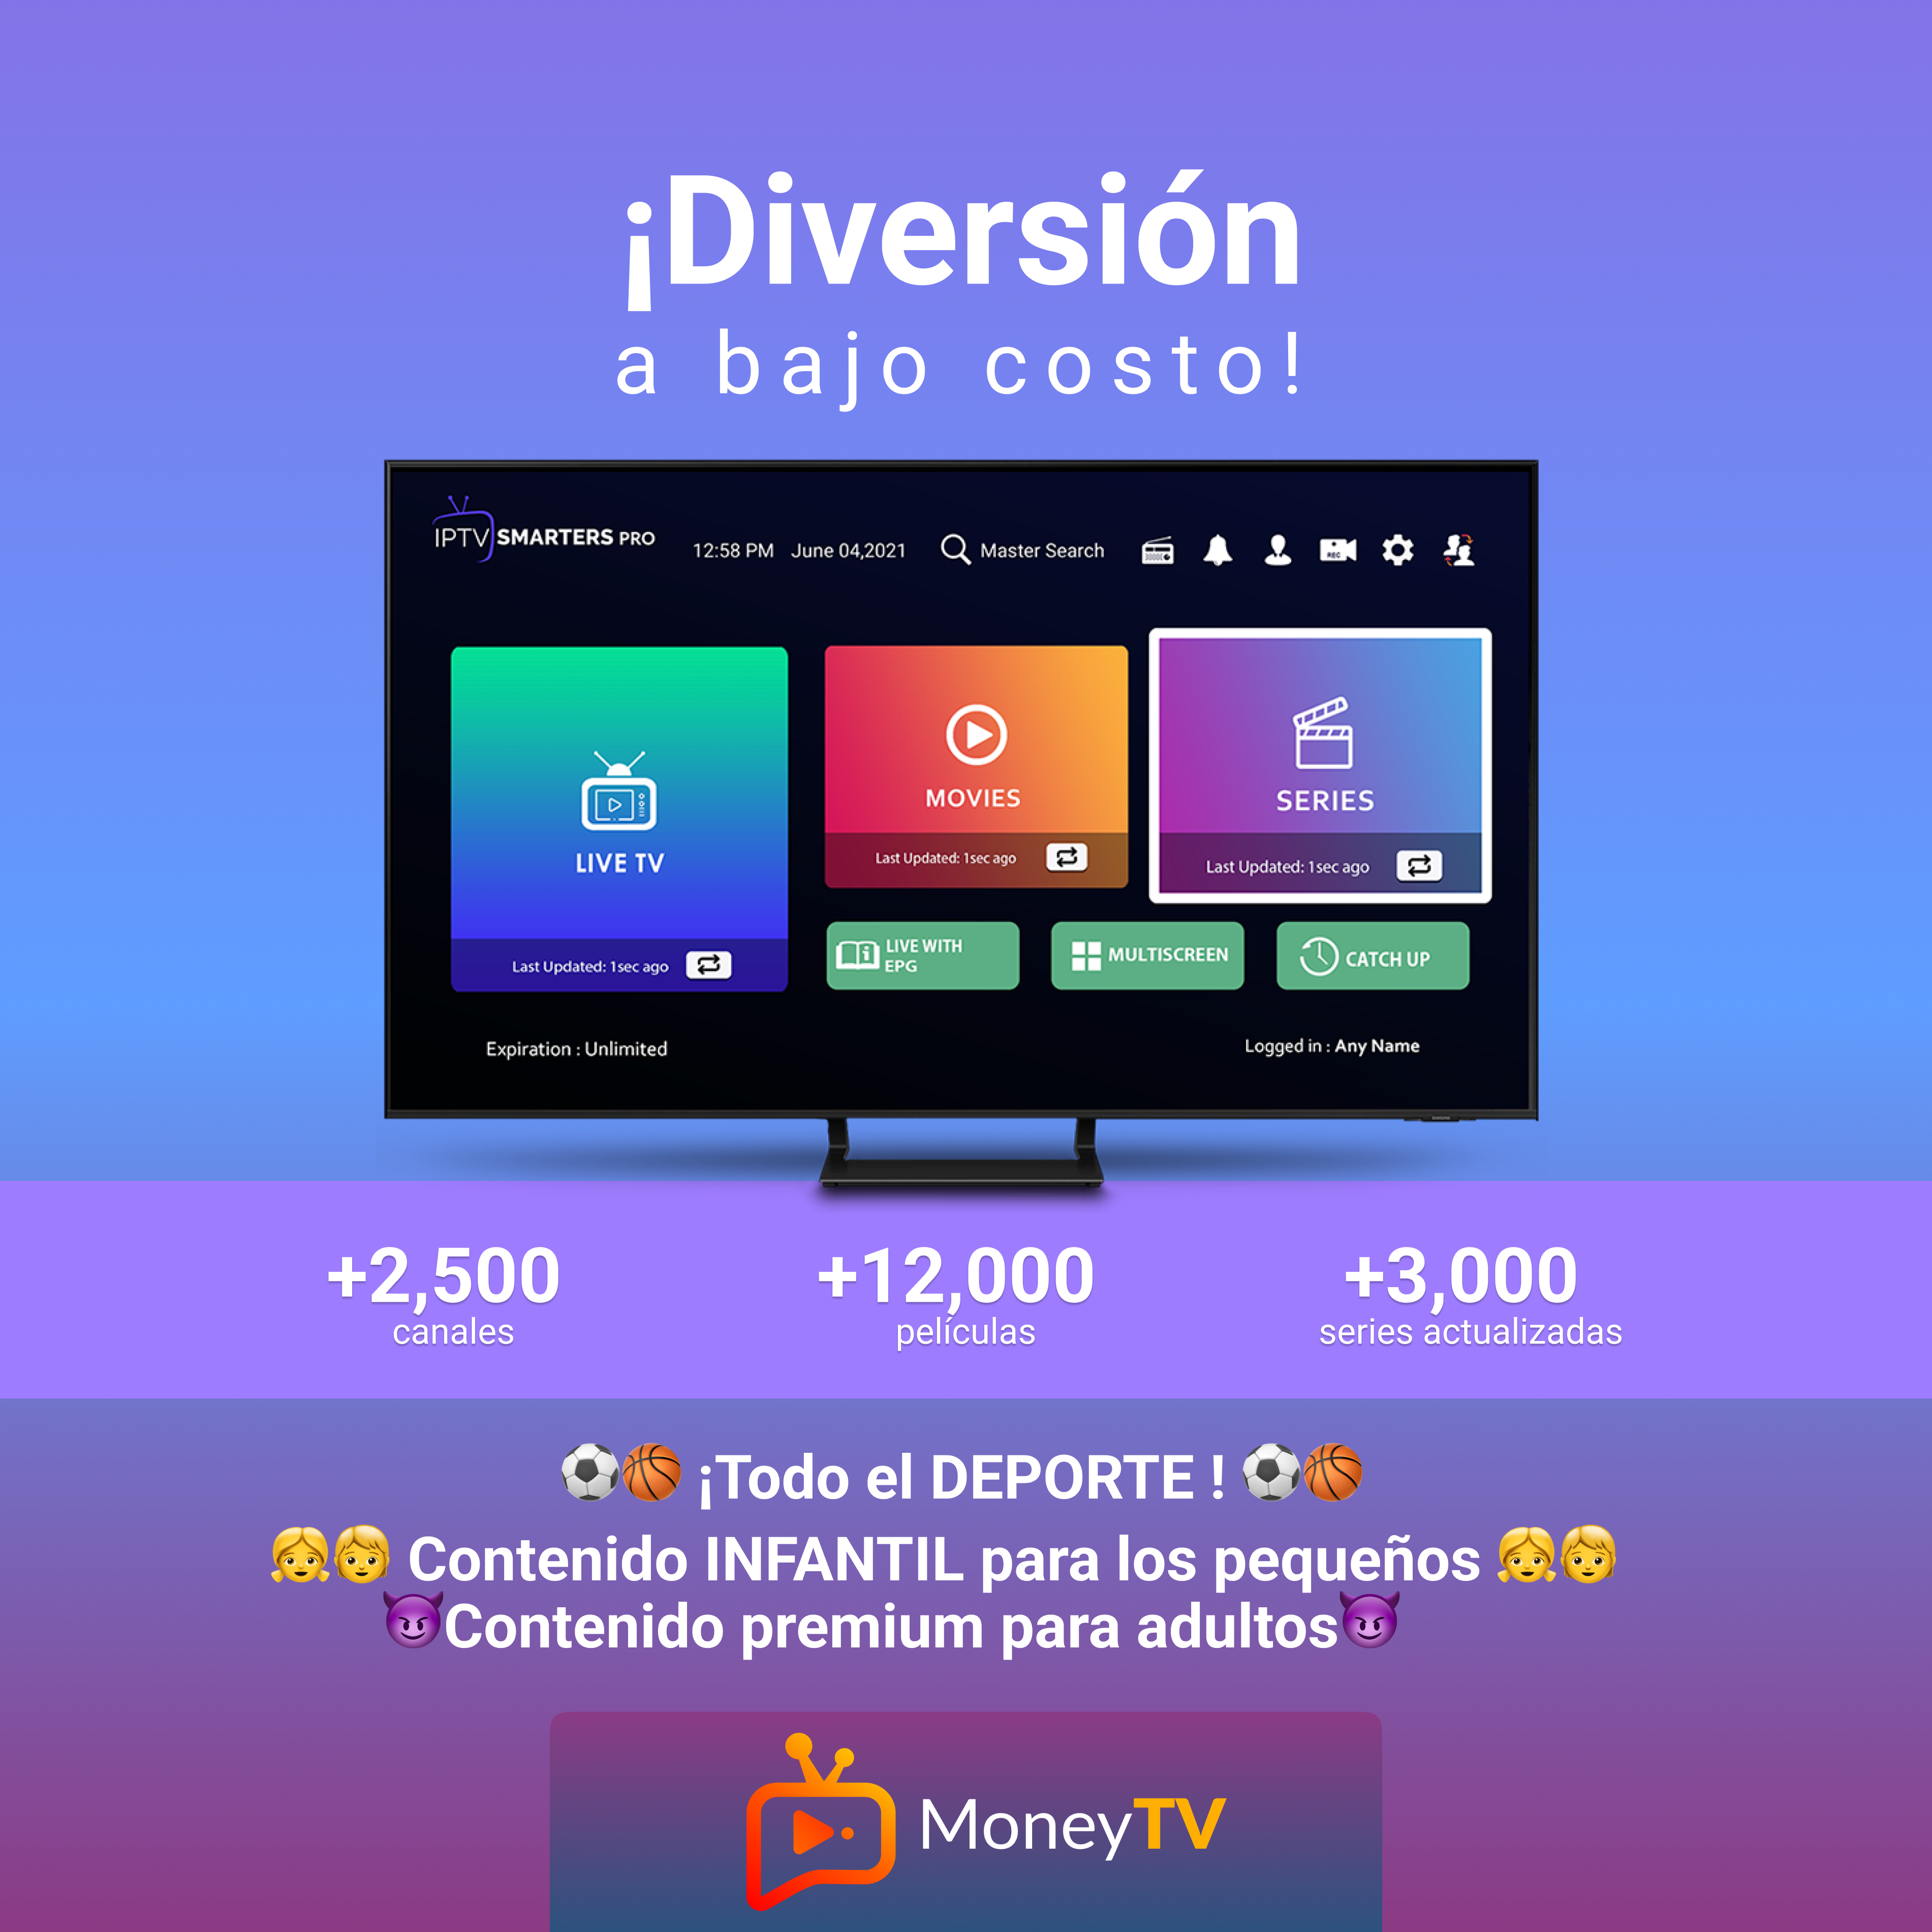 ¡Diversión
a bajo costo!
IPTV SMARTERS PRO
12:58 PM June 04,2021 Master Search
REC
LIVE TV
Last Updated: 1sec ago
MOVIES
Last Updated: 1sec ago
SERIES
Last Updated: 1sec ago
LIVE WITH
EPG
MULTISCREEN
CATCH UP
Expiration : Unlimited
Logged in : Any Name
+2,500
canales
+12,000
películas
+3,000
series actualizadas
¡Todo el DEPORTE !
Contenido INFANTIL para los pequeños
Contenido premium para adultos
MoneyTV